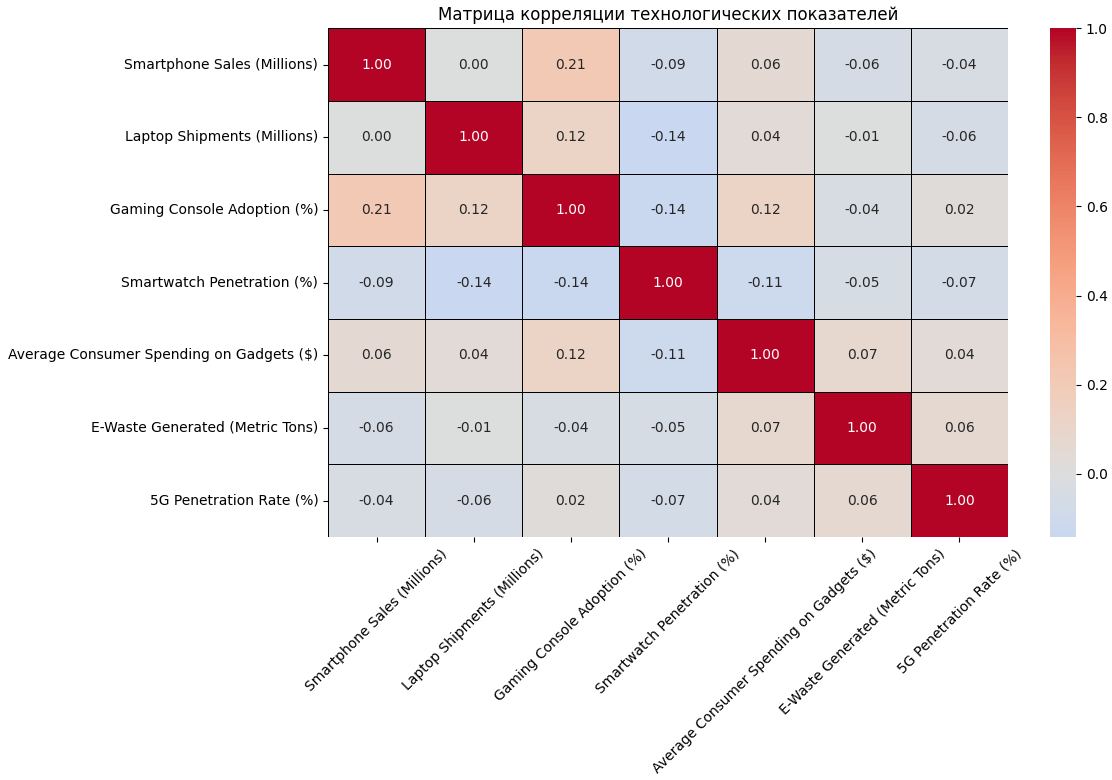 Матрица корреляции технологических показателей
Smartphone Sales (Millions) 1.00 0.00 0.21 -0.09 0.06 -0.06 -0.04
Laptop Shipments (Millions) 0.00 1.00 0.12 -0.14 0.04 -0.01 -0.06
Gaming Console Adoption (%) 0.21 0.12 1.00 -0.14 0.12 -0.04 0.02
Smartwatch Penetration (%) -0.09 -0.14 -0.14 1.00 -0.11 -0.05 -0.07
Average Consumer Spending on Gadgets ($) 0.06 0.04 0.12 -0.11 1.00 0.07 0.04
E-Waste Generated (Metric Tons) -0.06 -0.01 -0.04 -0.05 0.07 1.00 0.06
5G Penetration Rate (%) -0.04 -0.06 0.02 -0.07 0.04 0.06 1.00
Smartphone Sales (Millions)
Laptop Shipments (Millions)
Gaming Console Adoption (%)
Smartwatch Penetration (%)
Average Consumer Spending on Gadgets ($)
E-Waste Generated (Metric Tons)
5G Penetration Rate (%)
1.0
0.8
0.6
0.4
0.2
0.0